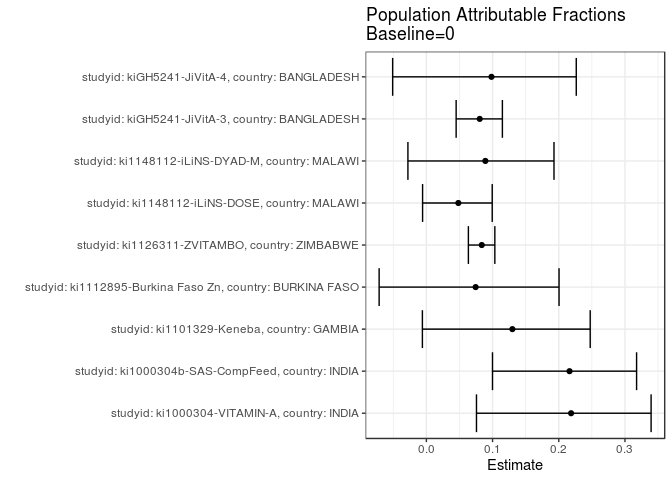 Population Attributable Fractions
Baseline=0
studyid: kiGH5241-JiVitA-4, country: BANGLADESH
studyid: kiGH5241-JiVitA-3, country: BANGLADESH
studyid: ki1148112-iLiNS-DYAD-M, country: MALAWI
studyid: ki1148112-iLiNS-DOSE, country: MALAWI
studyid: ki1126311-ZVITAMBO, country: ZIMBABWE
studyid: ki1112895-Burkina Faso Zn, country: BURKINA FASO
studyid: ki1101329-Keneba, country: GAMBIA
studyid: ki1000304b-SAS-CompFeed, country: INDIA
studyid: ki1000304-VITAMIN-A, country: INDIA
0.0 0.1 0.2 0.3
Estimate